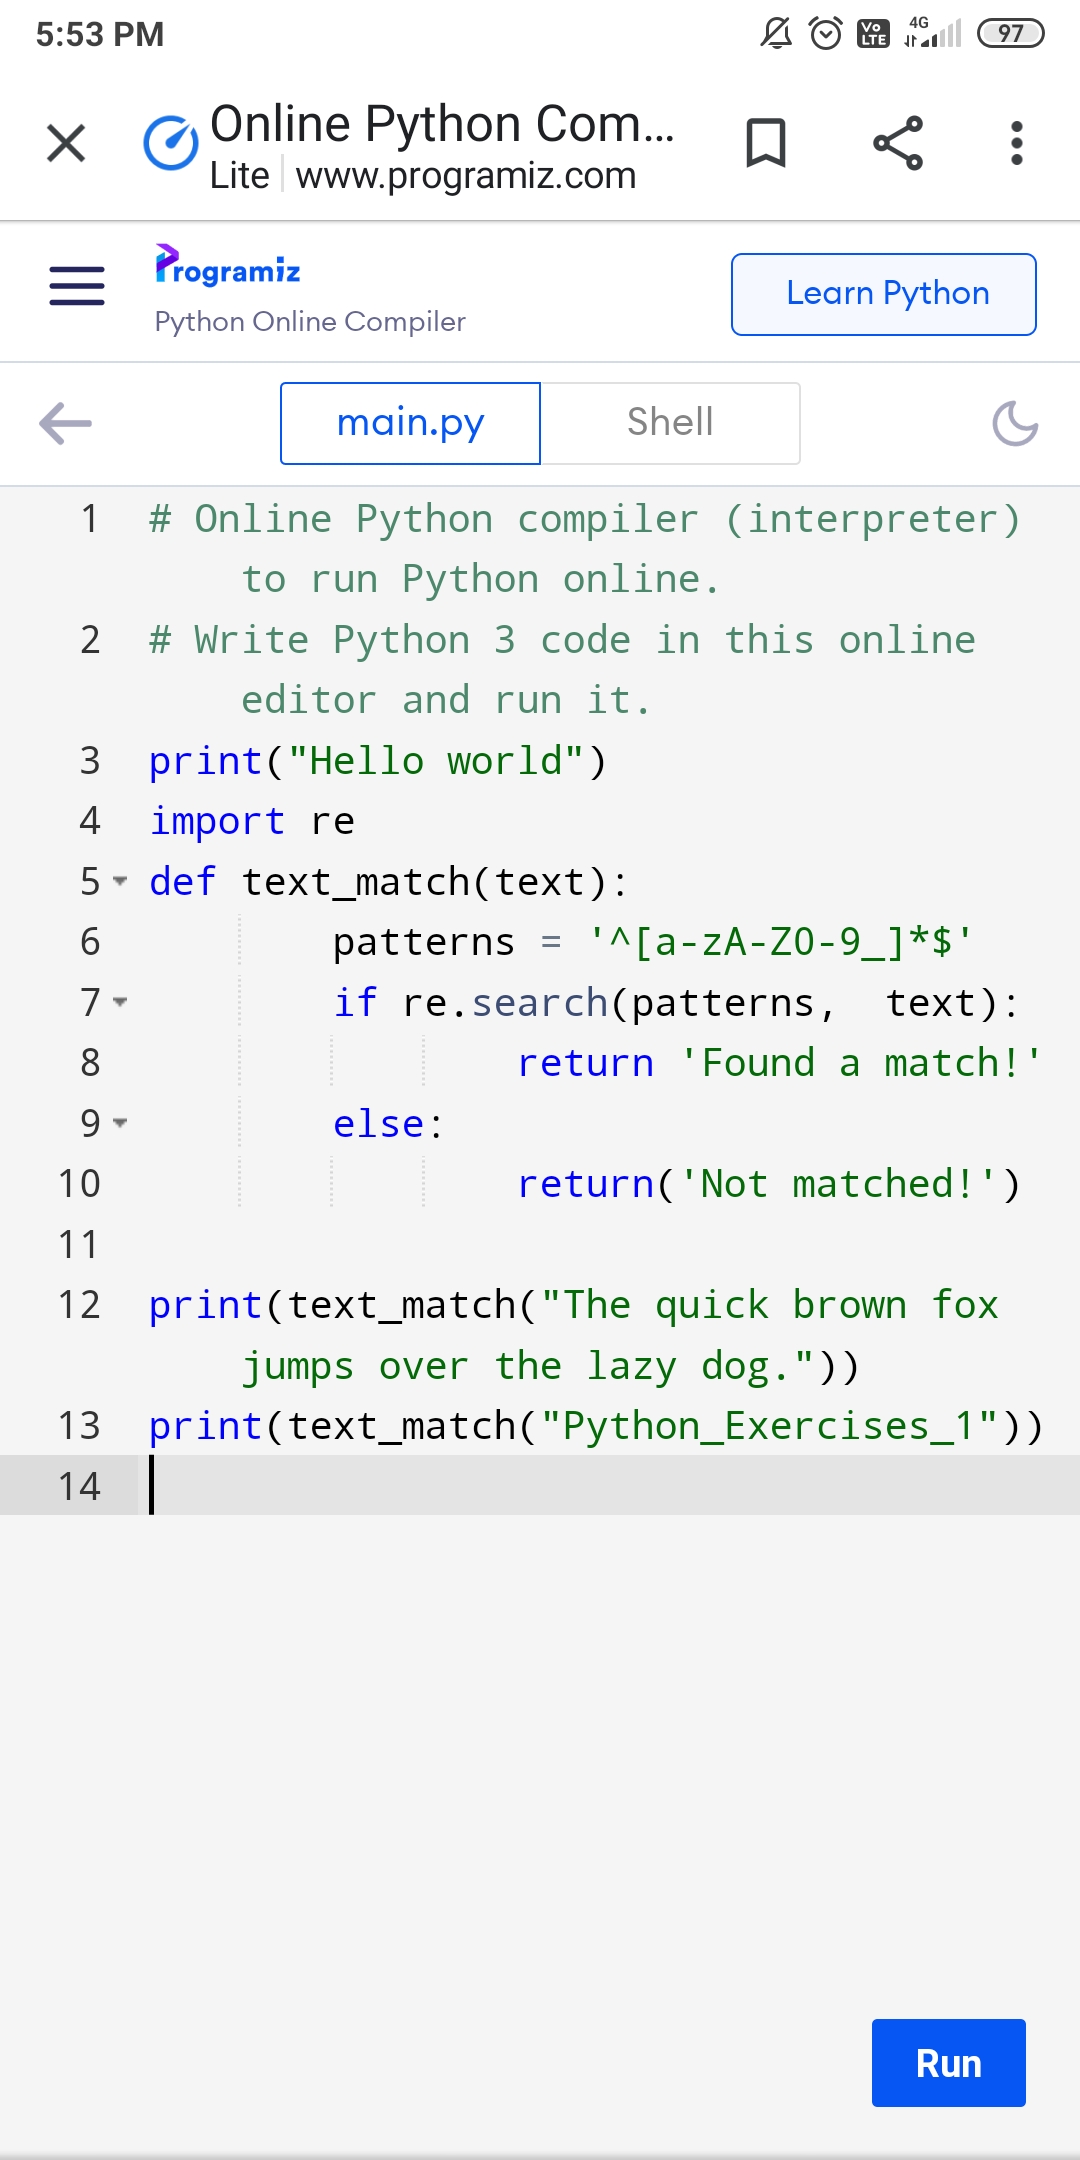 5:53 PM
Vo LTE 4G 97
Online Python Com...
Lite www.programiz.com
Programiz
Python Online Compiler
Learn Python
main.py Shell
1 # Online Python compiler (interpreter)
to run Python online.
2 # Write Python 3 code in this online
editor and run it.
3 print("Hello world")
4 import re
5 def text_match(text):
6 patterns = '^[a-zA-Z0-9_]*$'
7 if re.search(patterns,  text):
8 return 'Found a match!'
9 else:
10 return('Not matched!')
11
12 print(text_match("The quick brown fox
jumps over the lazy dog."))
13 print(text_match("Python_Exercises_1"))
14
Run